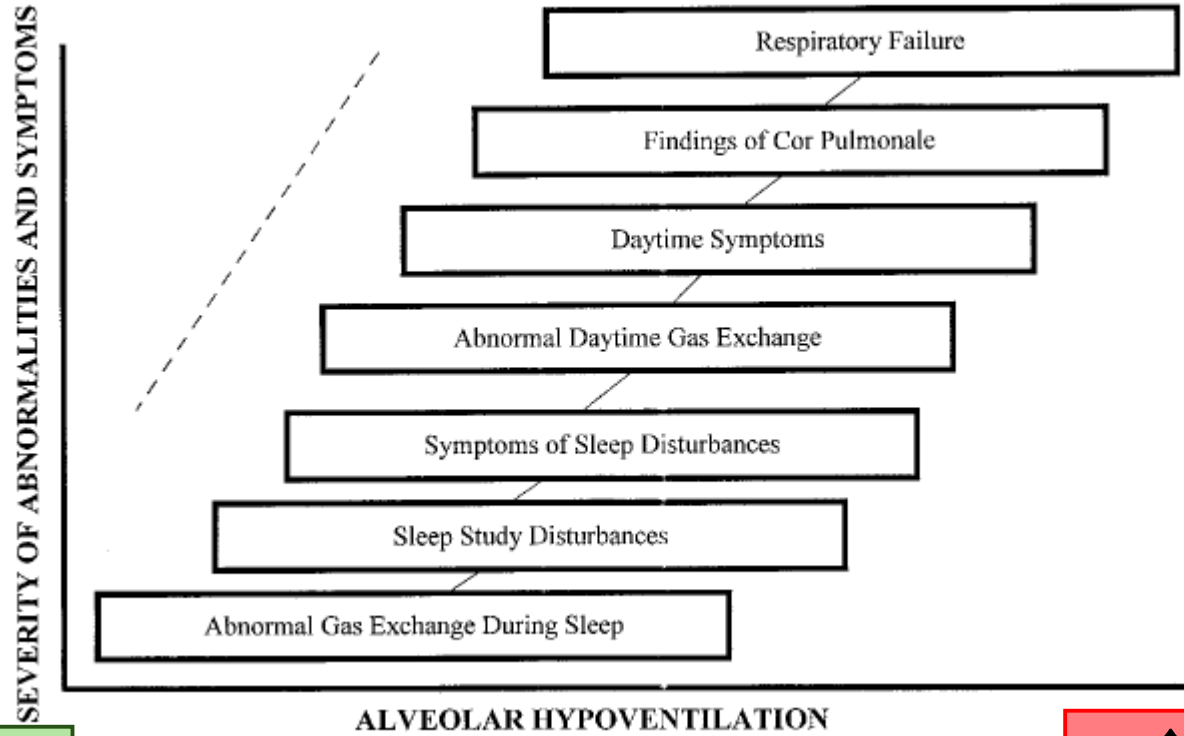 SEVERITY OF ABNORMALITIES AND SYMPTOMS
Respiratory Failure
Findings of Cor Pulmonale
Daytime Symptoms
Abnormal Daytime Gas Exchange
Symptoms of Sleep Disturbances
Sleep Study Disturbances
Abnormal Gas Exchange During Sleep
ALVEOLAR HYPOVENTILATION